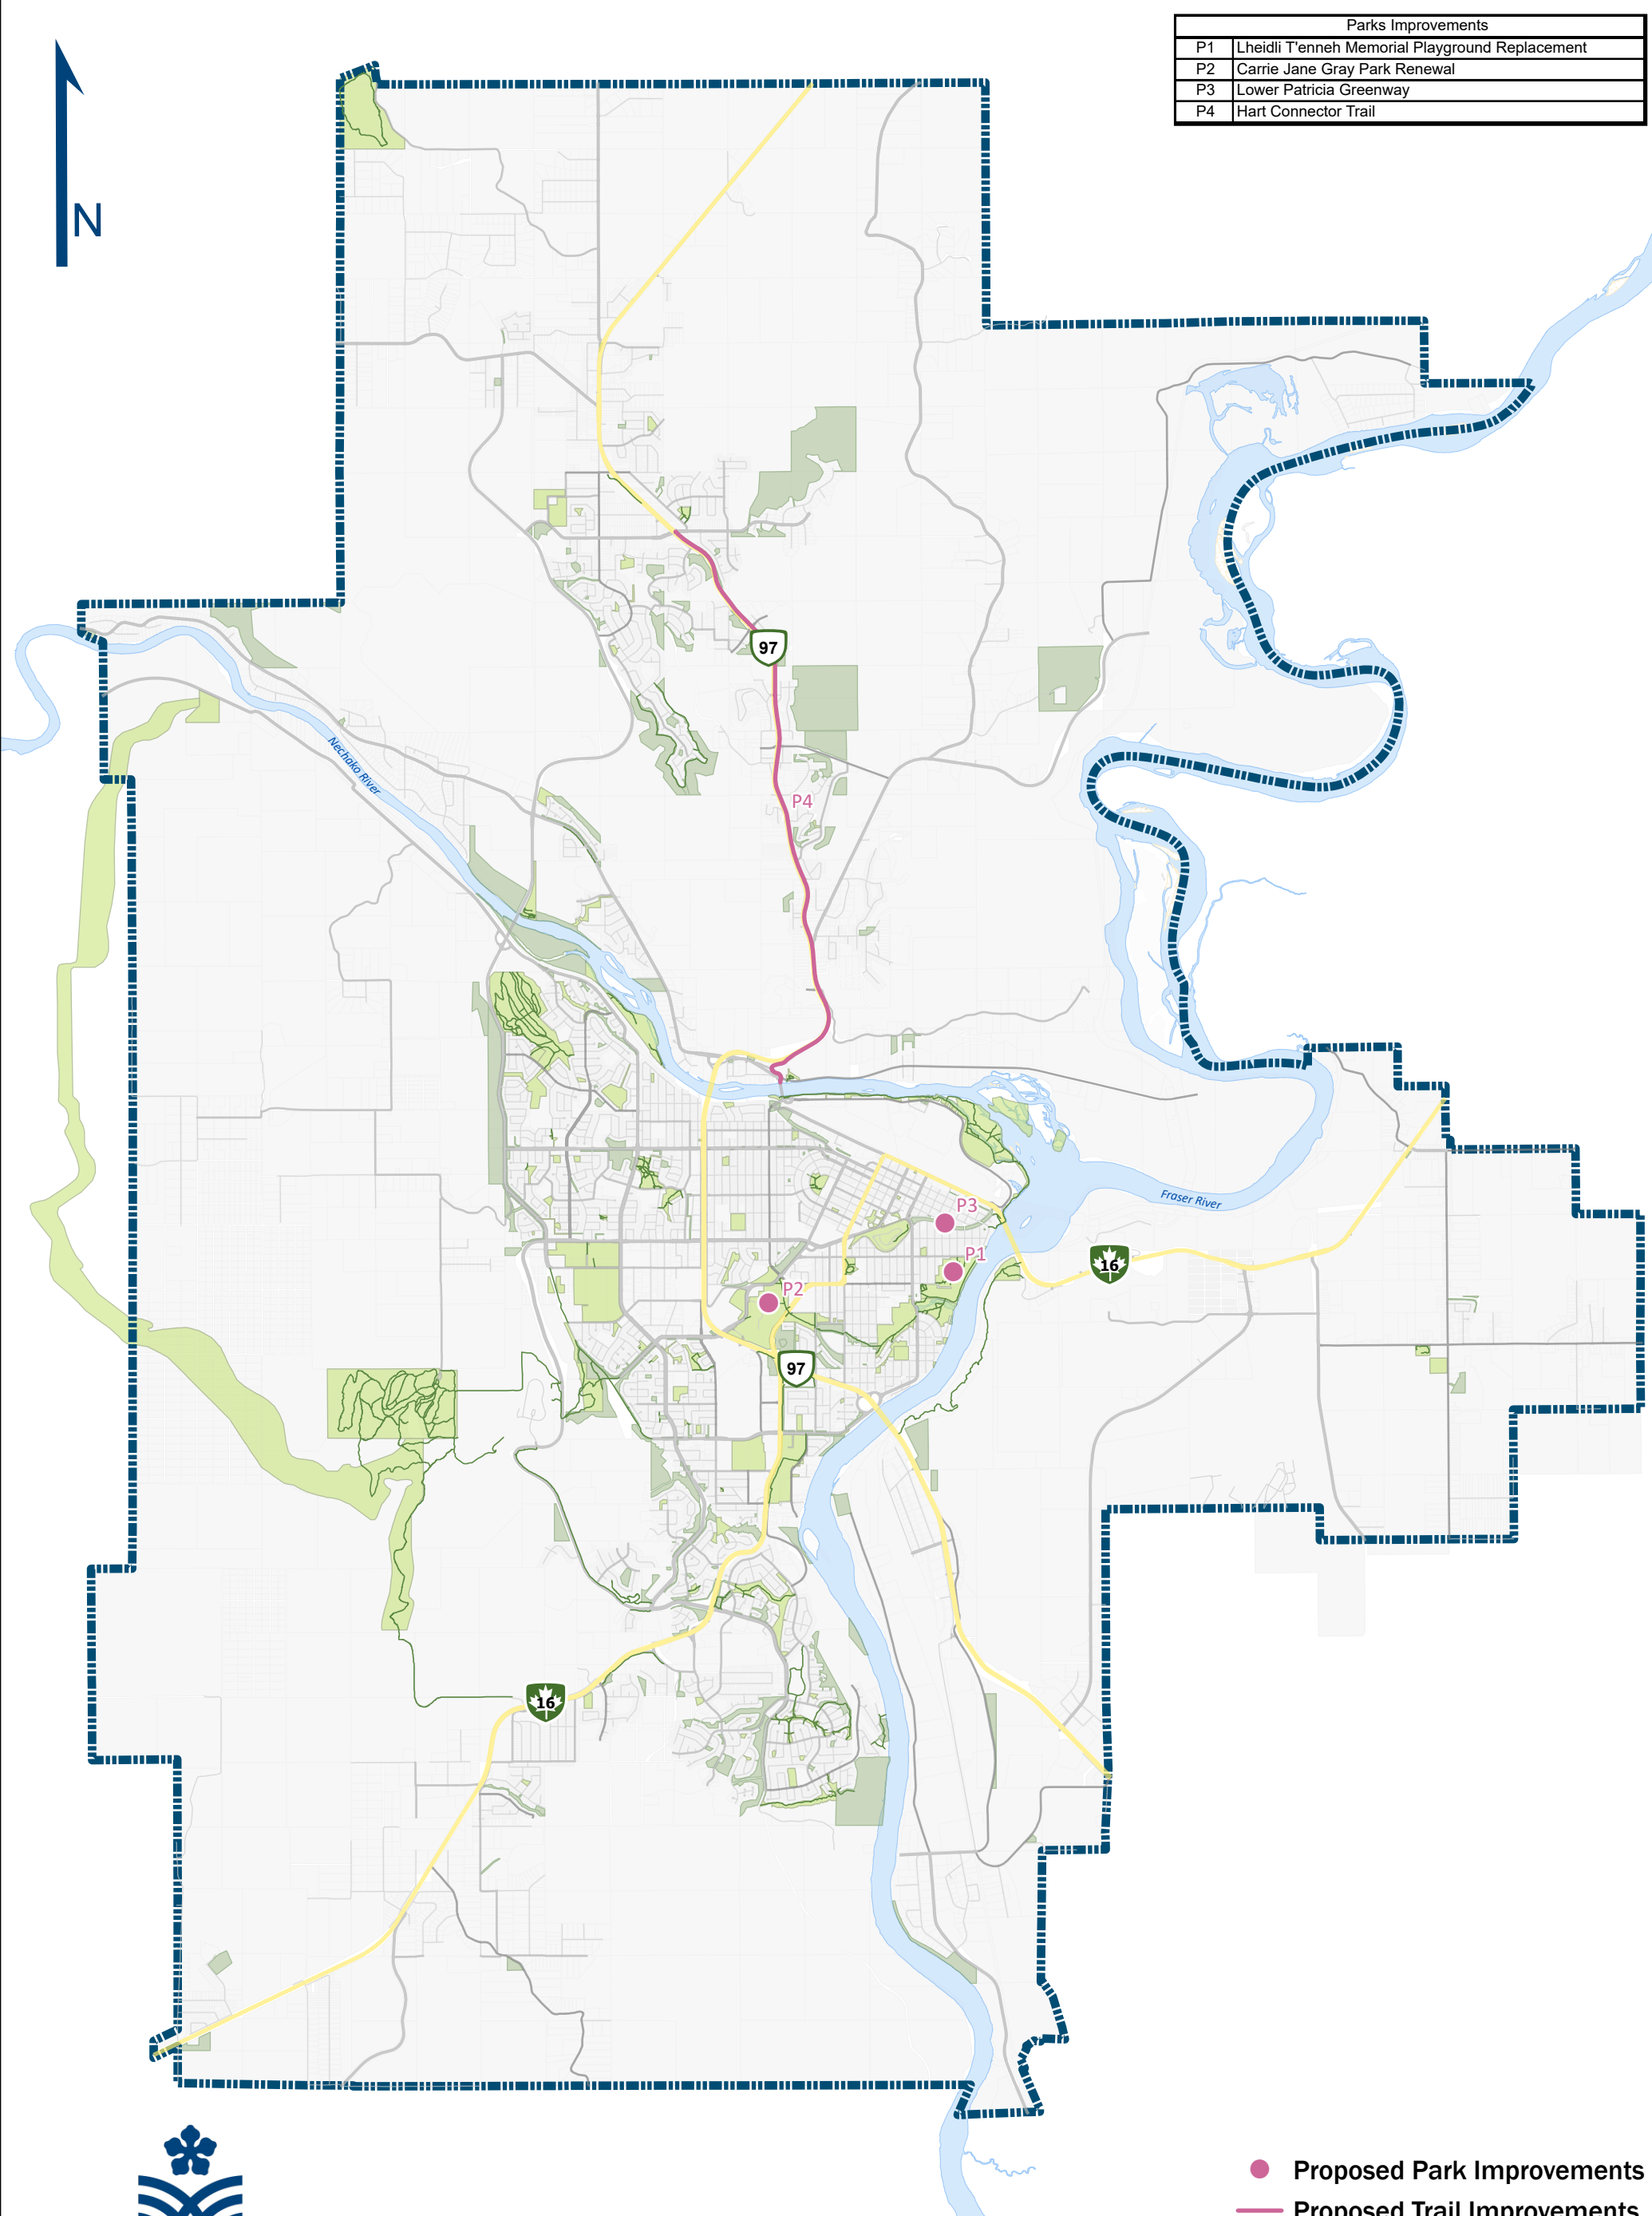 Parks Improvements
P1 Lheidli T'enneh Memorial Playground Replacement
P2 Carrie Jane Gray Park Renewal
P3 Lower Patricia Greenway
P4 Hart Connector Trail
N
97
Nechako River
P4
P3
Fraser River
P1
16
P2
97
16
Proposed Park Improvements
Proposed Trail Improvements